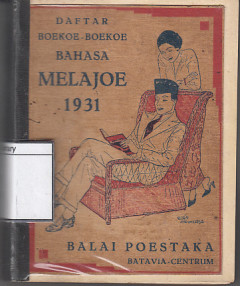 DAFTAR
BOEKOE-BOEKOE
BAHASA
MELAJOE
1931
BALAI POESTAKA
BATAVIA-CENTRUM